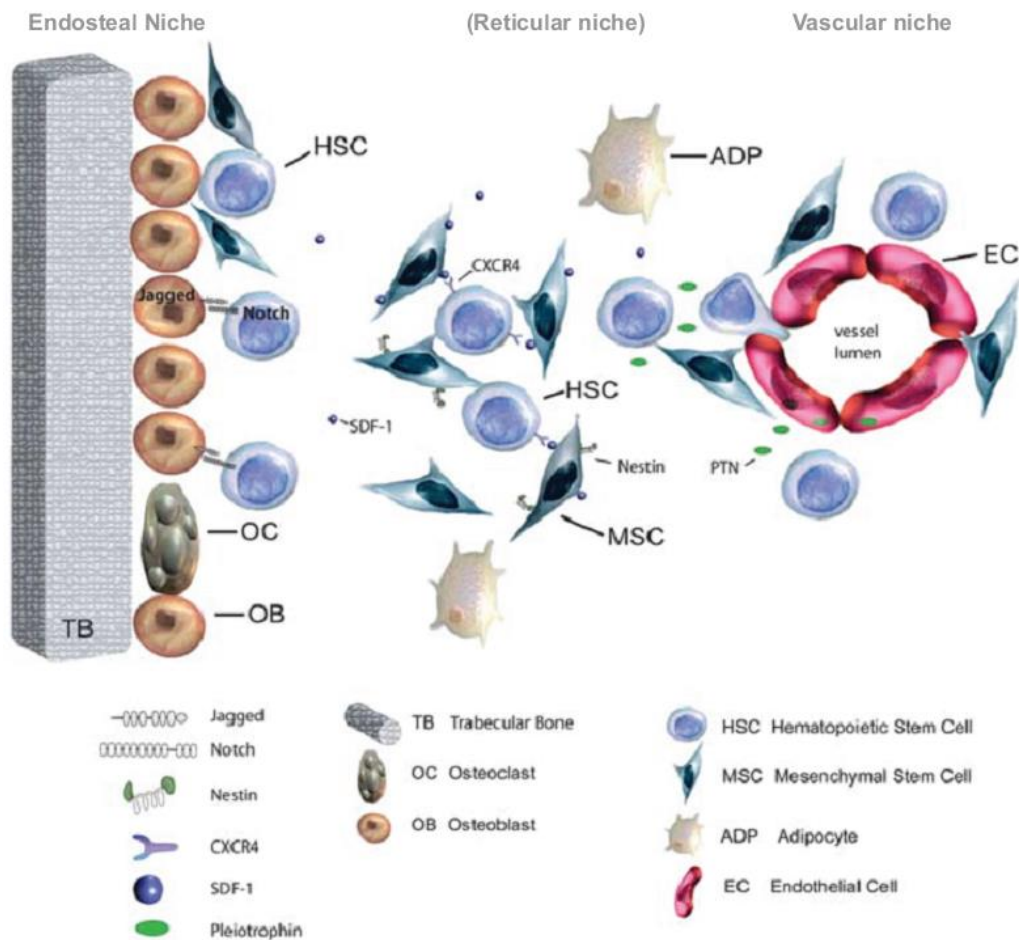 Endosteal Niche
(Reticular niche)
Vascular niche
HSC
ADP
EC
CXCR4
Jagged
Notch
vessel
lumen
HSC
SDF-1
Nestin
PTN
MSC
OC
OB
TB
Jagged
Notch
Nestin
CXCR4
SDF-1
Pleiotrophin
TB Trabecular Bone
OC Osteoclast
OB Osteoblast
HSC Hematopoietic Stem Cell
MSC Mesenchymal Stem Cell
ADP Adipocyte
EC Endothelial Cell